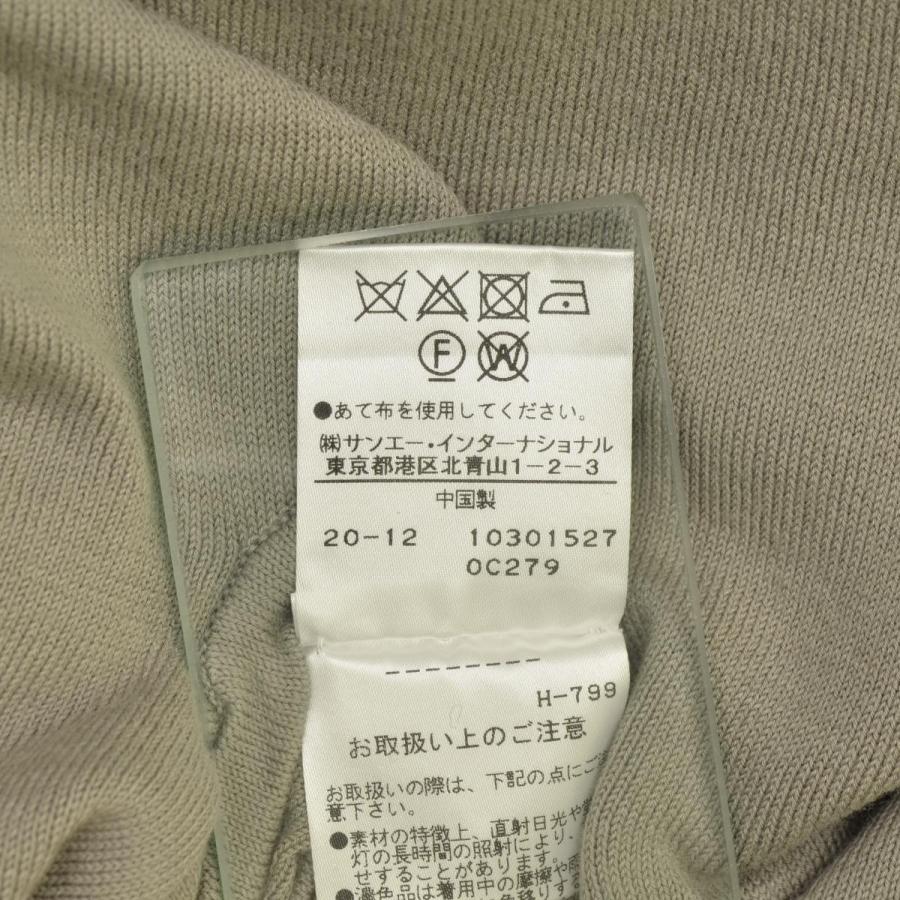 F W
●あて布を使用してください。
㈱サンエー・インターナショナル
東京都港区北青山1-2-3
中国製
20-12 10301527
0C279
--------
H-799
お取扱い上のご注意
お取扱いの際は、下記の点にご
意下さい。
●素材の特徴上、直射日光や
灯の長時間の照射により、
せすることがあります。
●濃色品は着用中の摩擦や